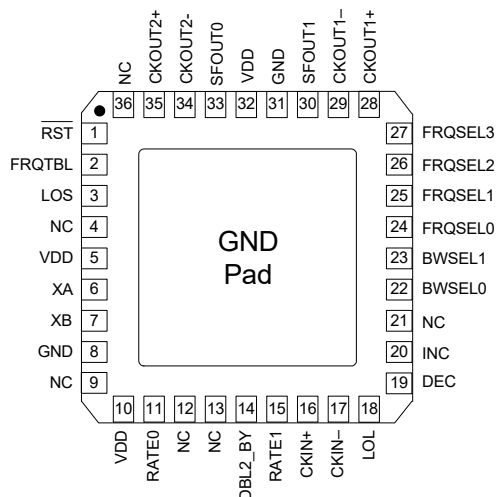 NC
CKOUT2+
CKOUT2-
SFOUT0
VDD
GND
SFOUT1
CKOUT1–
CKOUT1+
36
35
34
33
32
31
30
29
28
RST
1
FRQTBL
2
LOS
3
NC
4
VDD
5
XA
6
XB
7
GND
8
NC
9
GND
Pad
27
FRQSEL3
26
FRQSEL2
25
FRQSEL1
24
FRQSEL0
23
BWSEL1
22
BWSEL0
21
NC
20
INC
19
DEC
10
11
12
13
14
15
16
17
18
VDD
RATE0
NC
NC
DBL2_BY
RATE1
CKIN+
CKIN–
LOL